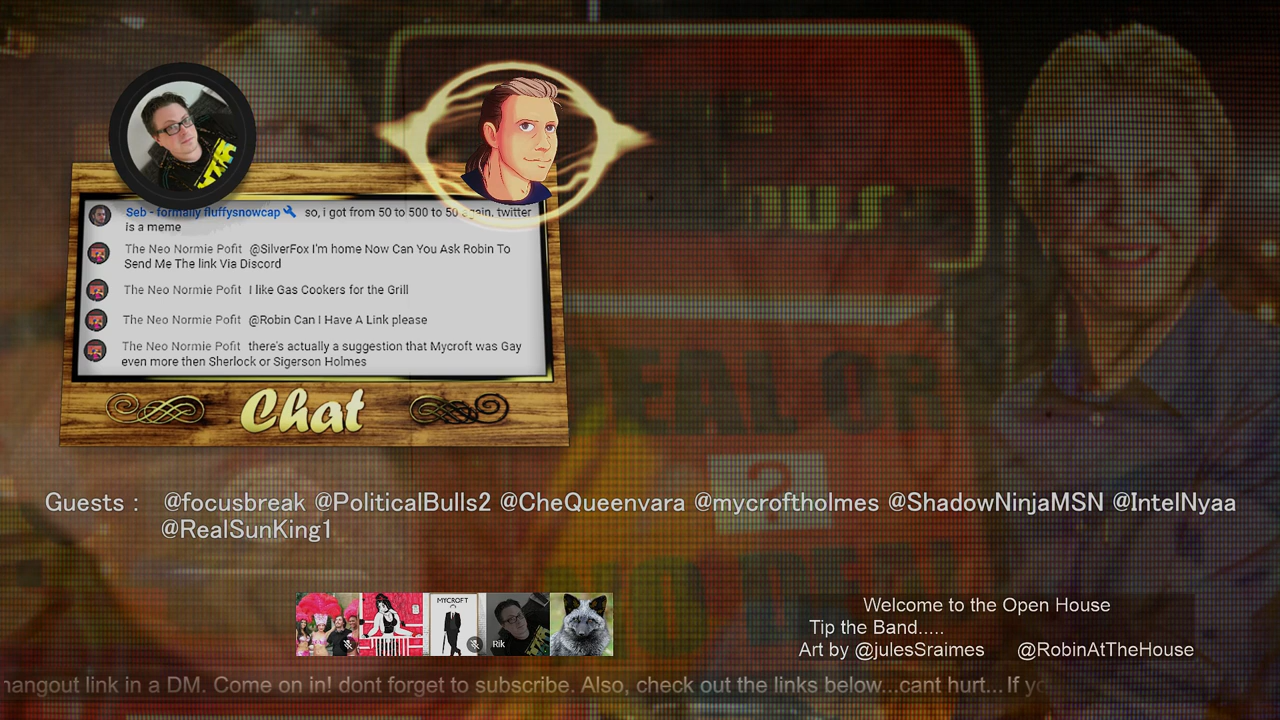 Seb - formally fluffysnowcap so, i got from 50 to 500 to 50 again, twitter
is a meme
The Neo Normie Pofit @SilverFox I'm home Now Can You Ask Robin To
Send Me The link Via Discord
The Neo Normie Pofit I like Gas Cookers for the Grill
The Neo Normie Pofit @Robin Can I Have A Link please
The Neo Normie Pofit there's actually a suggestion that Mycroft was Gay
even more then Sherlock or Sigerson Holmes
Chat
DEAL OR
?
NO DEAL
Guests : @focusbreak @PoliticalBulls2 @CheQueenvara @mycroftholmes @ShadowNinjaMSN @IntelNyaa
@RealSunKing1
MYCROFT
Rik
Welcome to the Open House
Tip the Band.....
Art by @julesSraimes @RobinAtTheHouse
hangout link in a DM. Come on in! dont forget to subscribe. Also, check out the links below...cant hurt... If yo